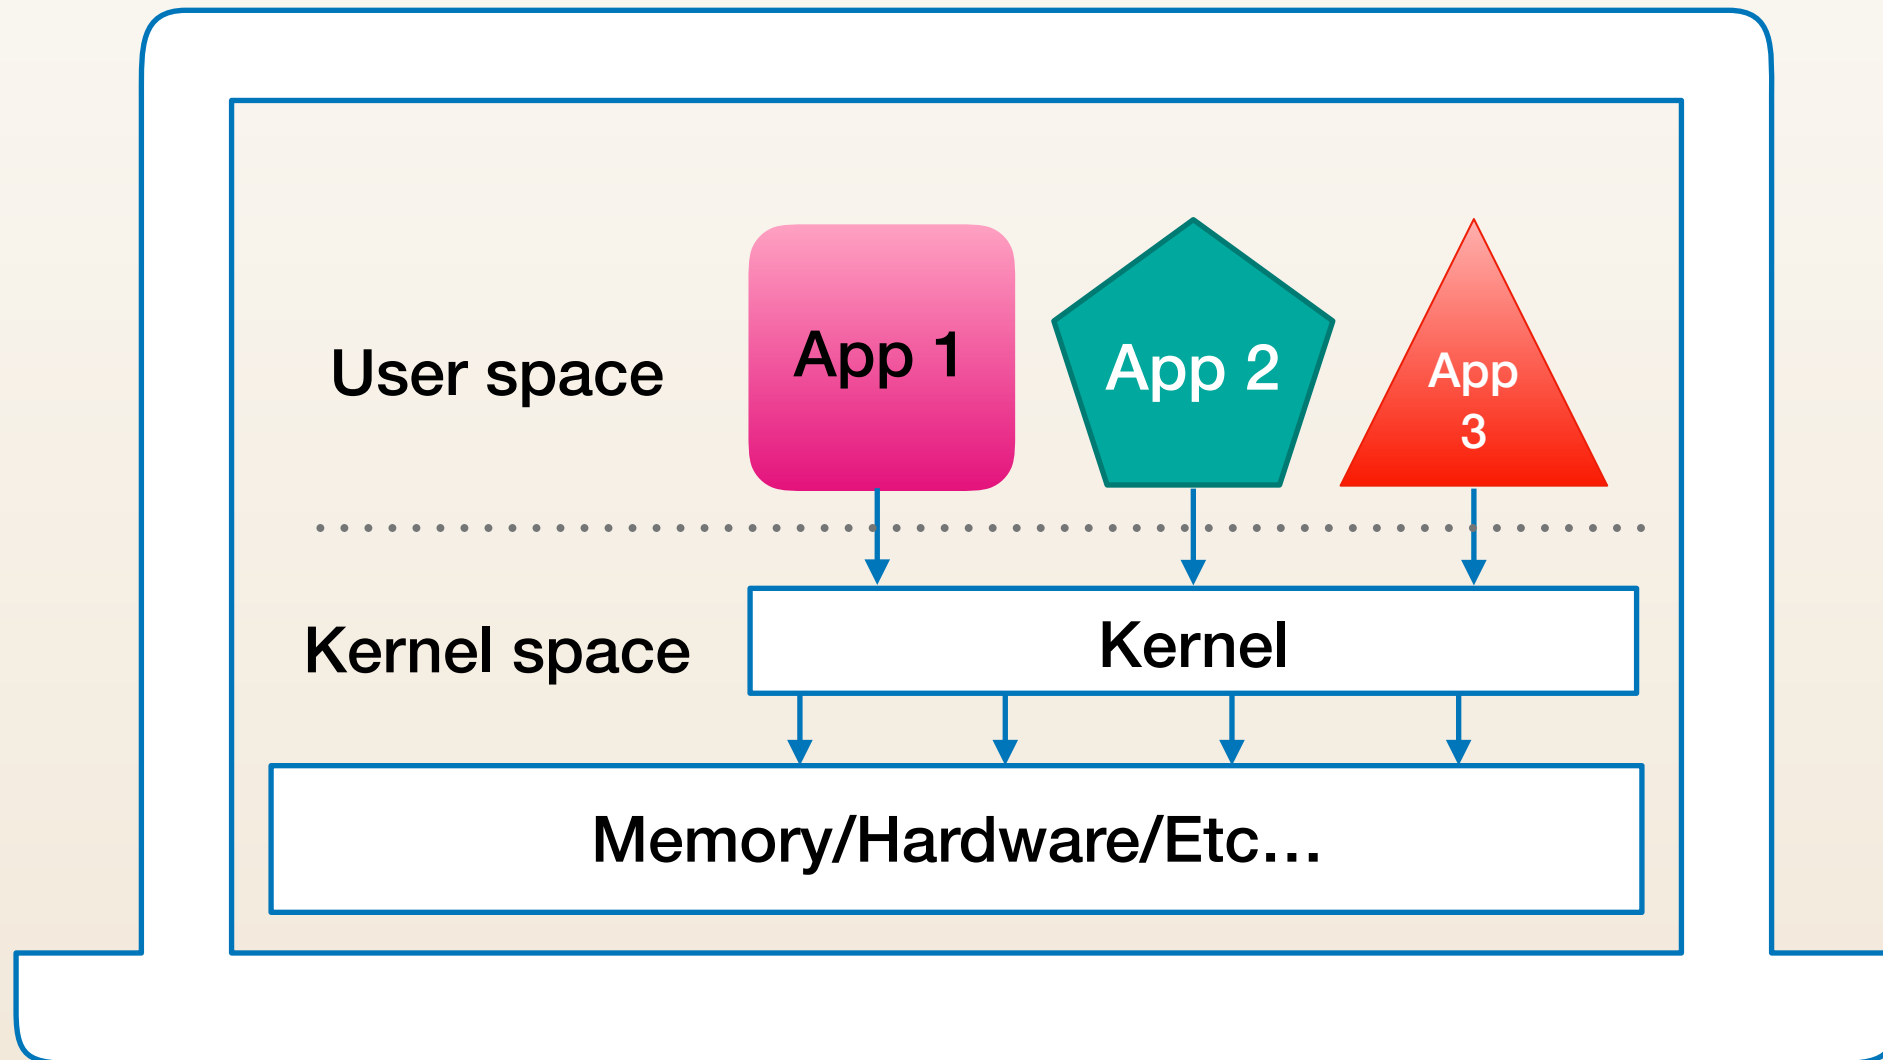 User space
App 1
App 2
App
3
Kernel space
Kernel
Memory/Hardware/Etc…